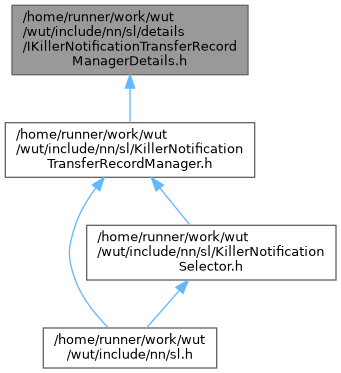 /home/runner/work/wut
/wut/include/nn/sl/details
/IKillerNotificationTransferRecord
ManagerDetails.h
/home/runner/work/wut
/wut/include/nn/sl/KillerNotification
TransferRecordManager.h
/home/runner/work/wut
/wut/include/nn/sl/KillerNotification
Selector.h
/home/runner/work/wut
/wut/include/nn/sl.h